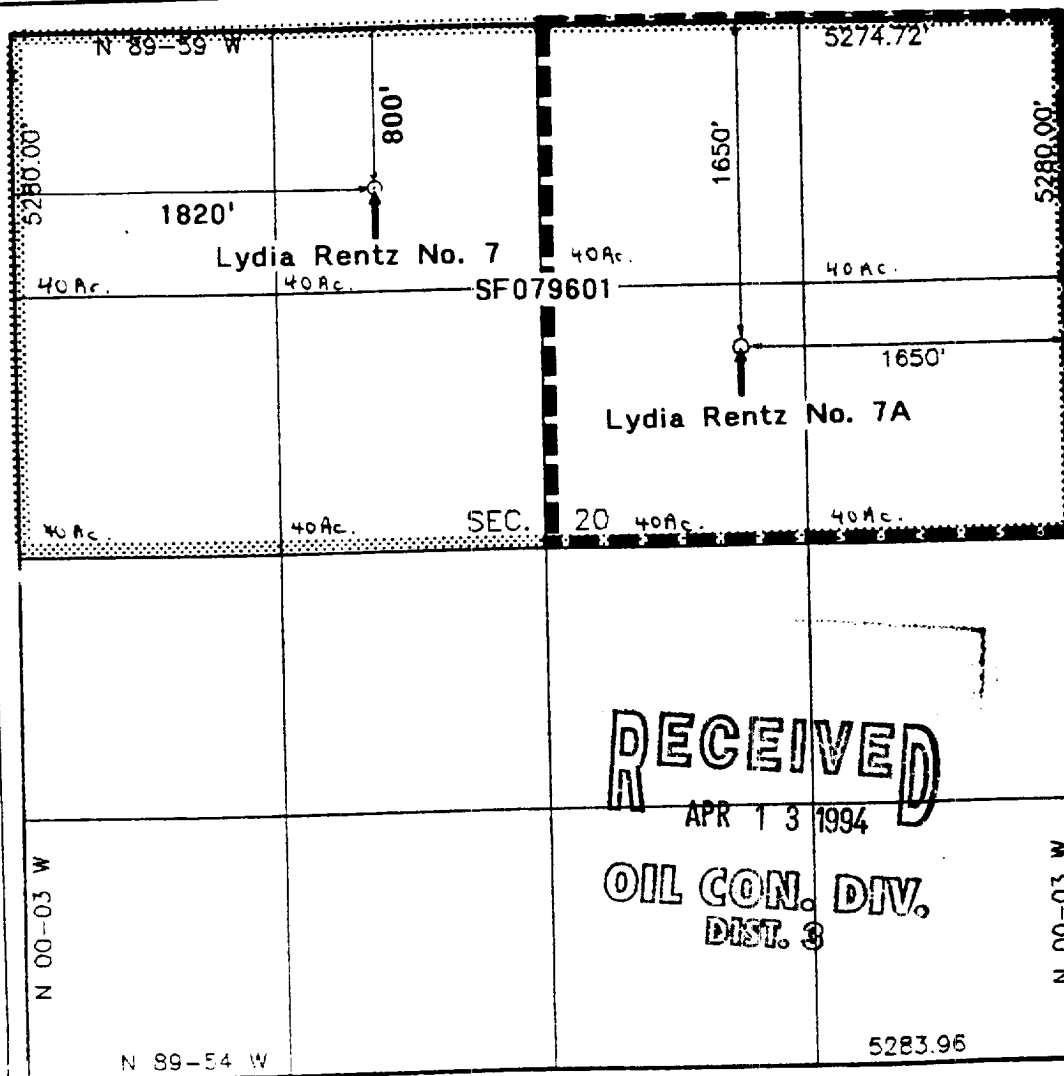 N 89-59 W
5274.72'
5280.00'
800'
1650'
5280.00'
1820'
Lydia Rentz No. 7
40Ac.
40Ac.
40Ac.
40Ac.
SF079601
1650'
Lydia Rentz No. 7A
40Ac.
40Ac.
SEC. 20
40Ac.
40Ac.
RECEIVED
APR 13 1994
OIL CON. DIV.
DIST. 3
N 00-03 W
N 00-03 W
N 89-54 W
5283.96